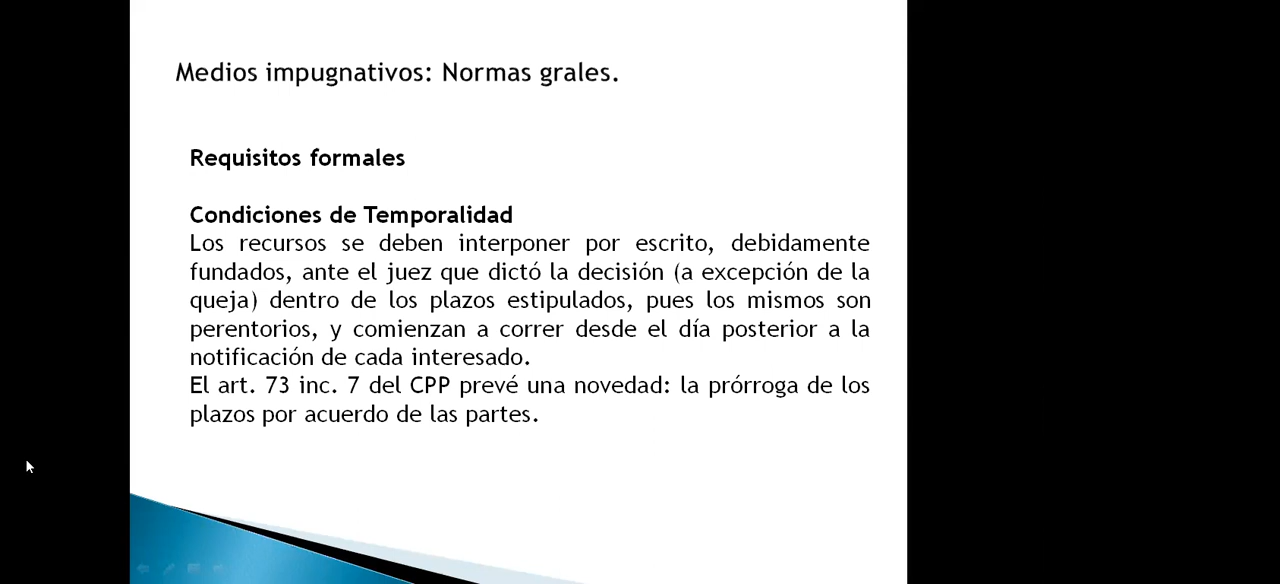 Medios impugnativos: Normas grales.
Requisitos formales
Condiciones de Temporalidad
Los recursos se deben interponer por escrito, debidamente
fundados, ante el juez que dictó la decisión (a excepción de la
queja) dentro de los plazos estipulados, pues los mismos son
perentorios, y comienzan a correr desde el día posterior a la
notificación de cada interesado.
El art. 73 inc. 7 del CPP prevé una novedad: la prórroga de los
plazos por acuerdo de las partes.